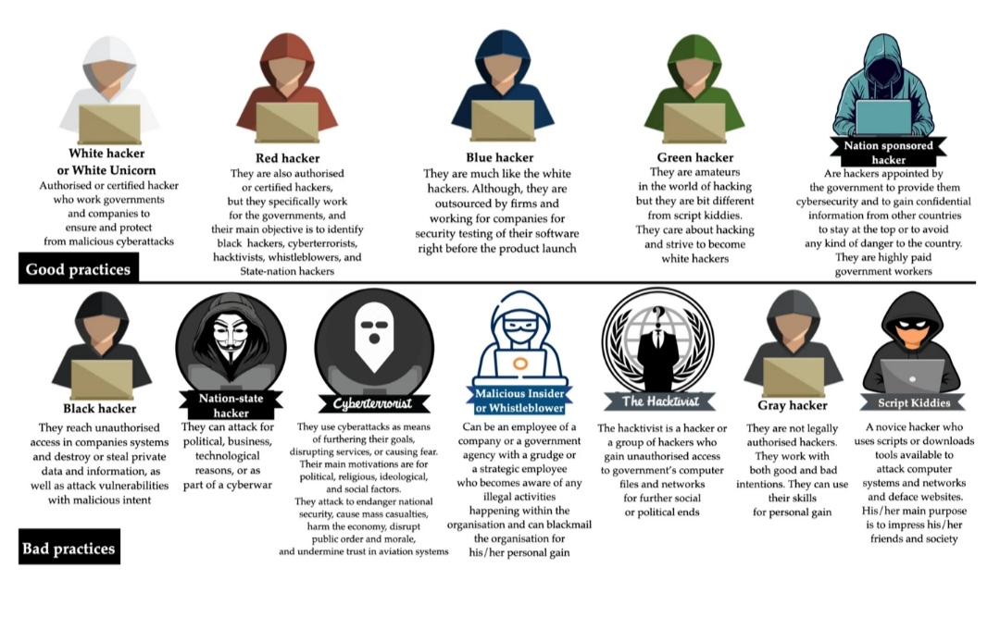 White hacker
or White Unicorn
Authorised or certified hacker
who work governments
and companies to
ensure and protect
from malicious cyberattacks
Red hacker
They are also authorised
or certified hackers,
but they specifically work
for the governments, and
their main objective is to identify
black hackers, cyberterrorists,
hacktivists, whistleblowers, and
State-nation hackers
Blue hacker
They are much like the white
hackers. Although, they are
outsourced by firms and
working for companies for
security testing of their software
right before the product launch
Green hacker
They are amateurs
in the world of hacking
but they are bit different
from script kiddies.
They care about hacking
and strive to become
white hackers
Nation sponsored
hacker
Are hackers appointed by
the government to provide them
cybersecurity and to gain confidential
information from other countries
to stay at the top or to avoid
any kind of danger to the country.
They are highly paid
government workers
Good practices
Black hacker
They reach unauthorised
access in companies systems
and destroy or steal private
data and information, as
well as attack vulnerabilities
with malicious intent
Nation-state
hacker
They can attack for
political, business,
technological
reasons, or as
part of a cyberwar
Cyberterrorist
They use cyberattacks as means
of furthering their goals,
disrupting services, or causing fear.
Their main motivations are for
political, religious, ideological,
and social factors.
They attack to endanger national
security, cause mass casualties,
harm the economy, disrupt
public order and morale,
and undermine trust in aviation systems
Malicious Insider
or Whistleblower
Can be an employee of a
company or a government
agency with a grudge or
a strategic employee
who becomes aware of any
illegal activities
happening within the
organisation and can blackmail
the organisation for
his/her personal gain
?
The Hacktivist
The hacktivist is a hacker or
a group of hackers who
gain unauthorised access
to government's computer
files and networks
for further social
or political ends
Gray hacker
They are not legally
authorised hackers.
They work with
both good and bad
intentions. They can use
their skills
for personal gain
Script Kiddies
A novice hacker who
uses scripts or downloads
tools available to
attack computer
systems and networks
and deface websites.
His/her main purpose
is to impress his/her
friends and society
Bad practices